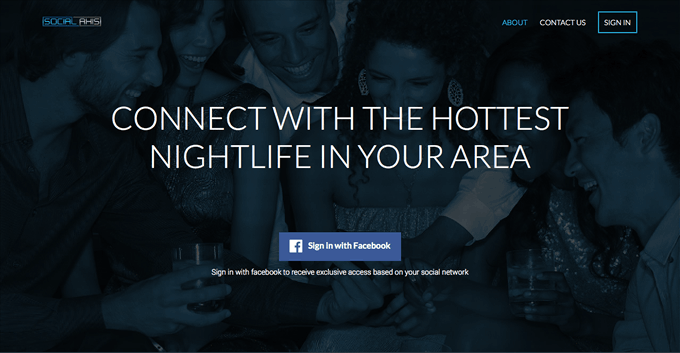 SOCIAL AXIS
ABOUT
CONTACT US
SIGN IN
CONNECT WITH THE HOTTEST
NIGHTLIFE IN YOUR AREA
Sign In with Facebook
Sign in with facebook to receive exclusive access based on your social network